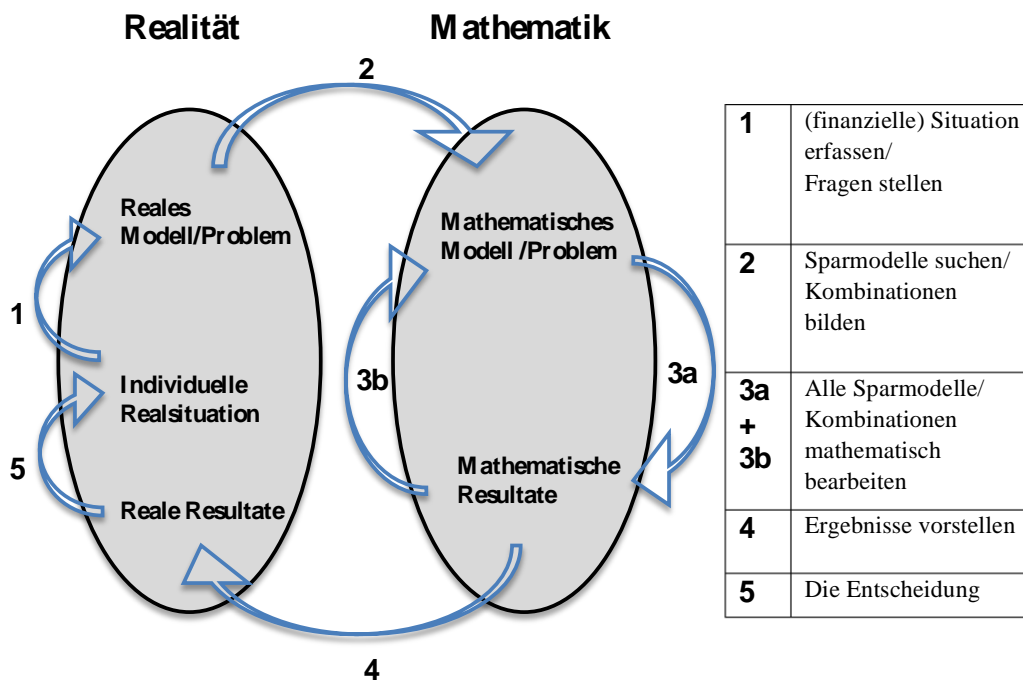 Realität
Mathematik
2
Reales
Modell/Problem
Mathematisches
Modell /Problem
1
3b
3a
Individuelle
Realsituation
5
Mathematische
Resultate
Reale Resultate
4
1
(finanzielle) Situation
erfassen/
Fragen stellen
2
Sparmodelle suchen/
Kombinationen
bilden
3a
+
3b
Alle Sparmodelle/
Kombinationen
mathematisch
bearbeiten
4
Ergebnisse vorstellen
5
Die Entscheidung